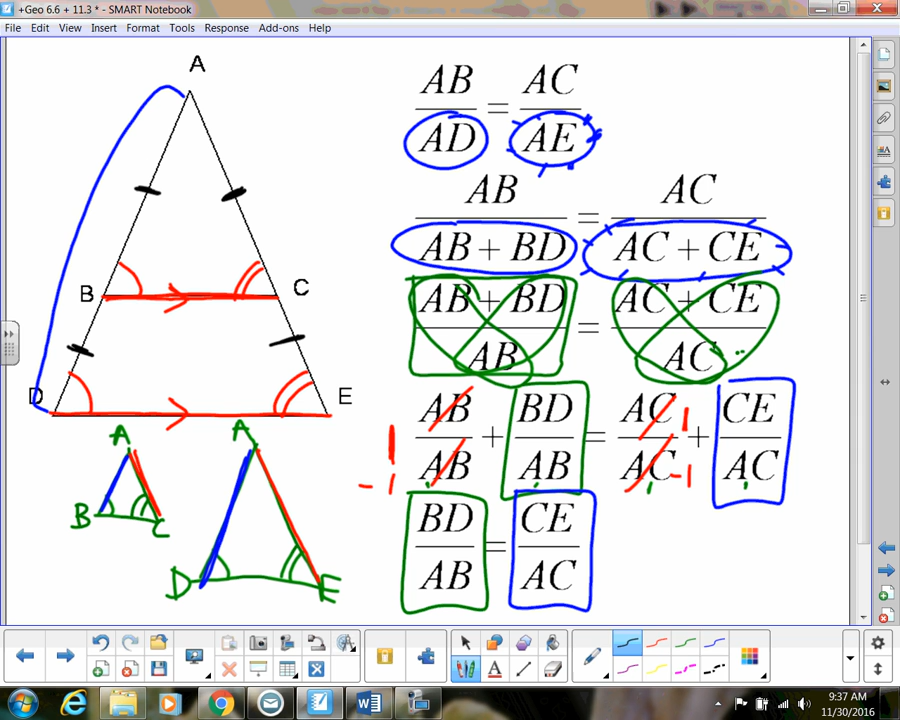 +Geo 6.6 + 11.3 * - SMART Notebook
File Edit View Insert Format Tools Response Add-ons Help
A
B
C
D
E
A
B
C
A
D
E
AB/AD = AC/AE
AB/(AB + BD) = AC/(AC + CE)
(AB + BD)/AB = (AC + CE)/AC
AB/AB + BD/AB = AC/AC + CE/AC
1
-1
1
-1
BD/AB = CE/AC
9:37 AM
11/30/2016